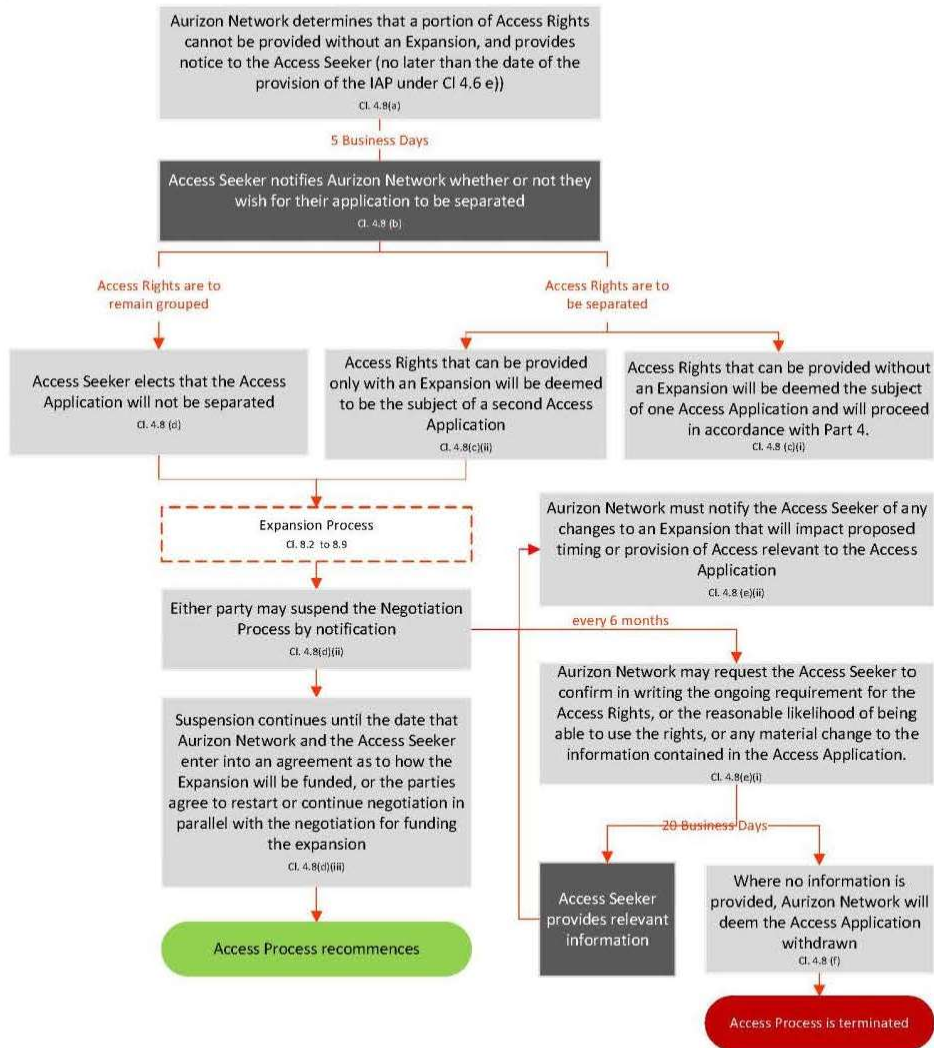 Aurizon Network determines that a portion of Access Rights
cannot be provided without an Expansion, and provides
notice to the Access Seeker (no later than the date of the
provision of the IAP under Cl 4.6 e))
Cl. 4.8(a)
5 Business Days
Access Seeker notifies Aurizon Network whether or not they
wish for their application to be separated
Cl. 4.8 (b)
Access Rights are to
remain grouped
Access Rights are to
be separated
Access Seeker elects that the Access
Application will not be separated
Cl. 4.8 (d)
Access Rights that can be provided
only with an Expansion will be deemed
to be the subject of a second Access
Application
Cl. 4.8(c)(ii)
Access Rights that can be provided without
an Expansion will be deemed the subject
of one Access Application and will proceed
in accordance with Part 4.
Cl. 4.8 (c)(i)
Expansion Process
Cl. 8.2 to 8.9
Aurizon Network must notify the Access Seeker of any
changes to an Expansion that will impact proposed
timing or provision of Access relevant to the Access
Application
Cl. 4.8 (e)(ii)
Either party may suspend the Negotiation
Process by notification
Cl. 4.8(d)(ii)
every 6 months
Aurizon Network may request the Access Seeker to
confirm in writing the ongoing requirement for the
Access Rights, or the reasonable likelihood of being
able to use the rights, or any material change to the
information contained in the Access Application.
Cl. 4.8(e)(i)
Suspension continues until the date that
Aurizon Network and the Access Seeker
enter into an agreement as to how the
Expansion will be funded, or the parties
agree to restart or continue negotiation in
parallel with the negotiation for funding
the expansion
Cl. 4.8(d)(iii)
20 Business Days
Access Seeker
provides relevant
information
Where no information is
provided, Aurizon Network will
deem the Access Application
withdrawn
Cl. 4.8 (f)
Access Process recommences
Access Process is terminated